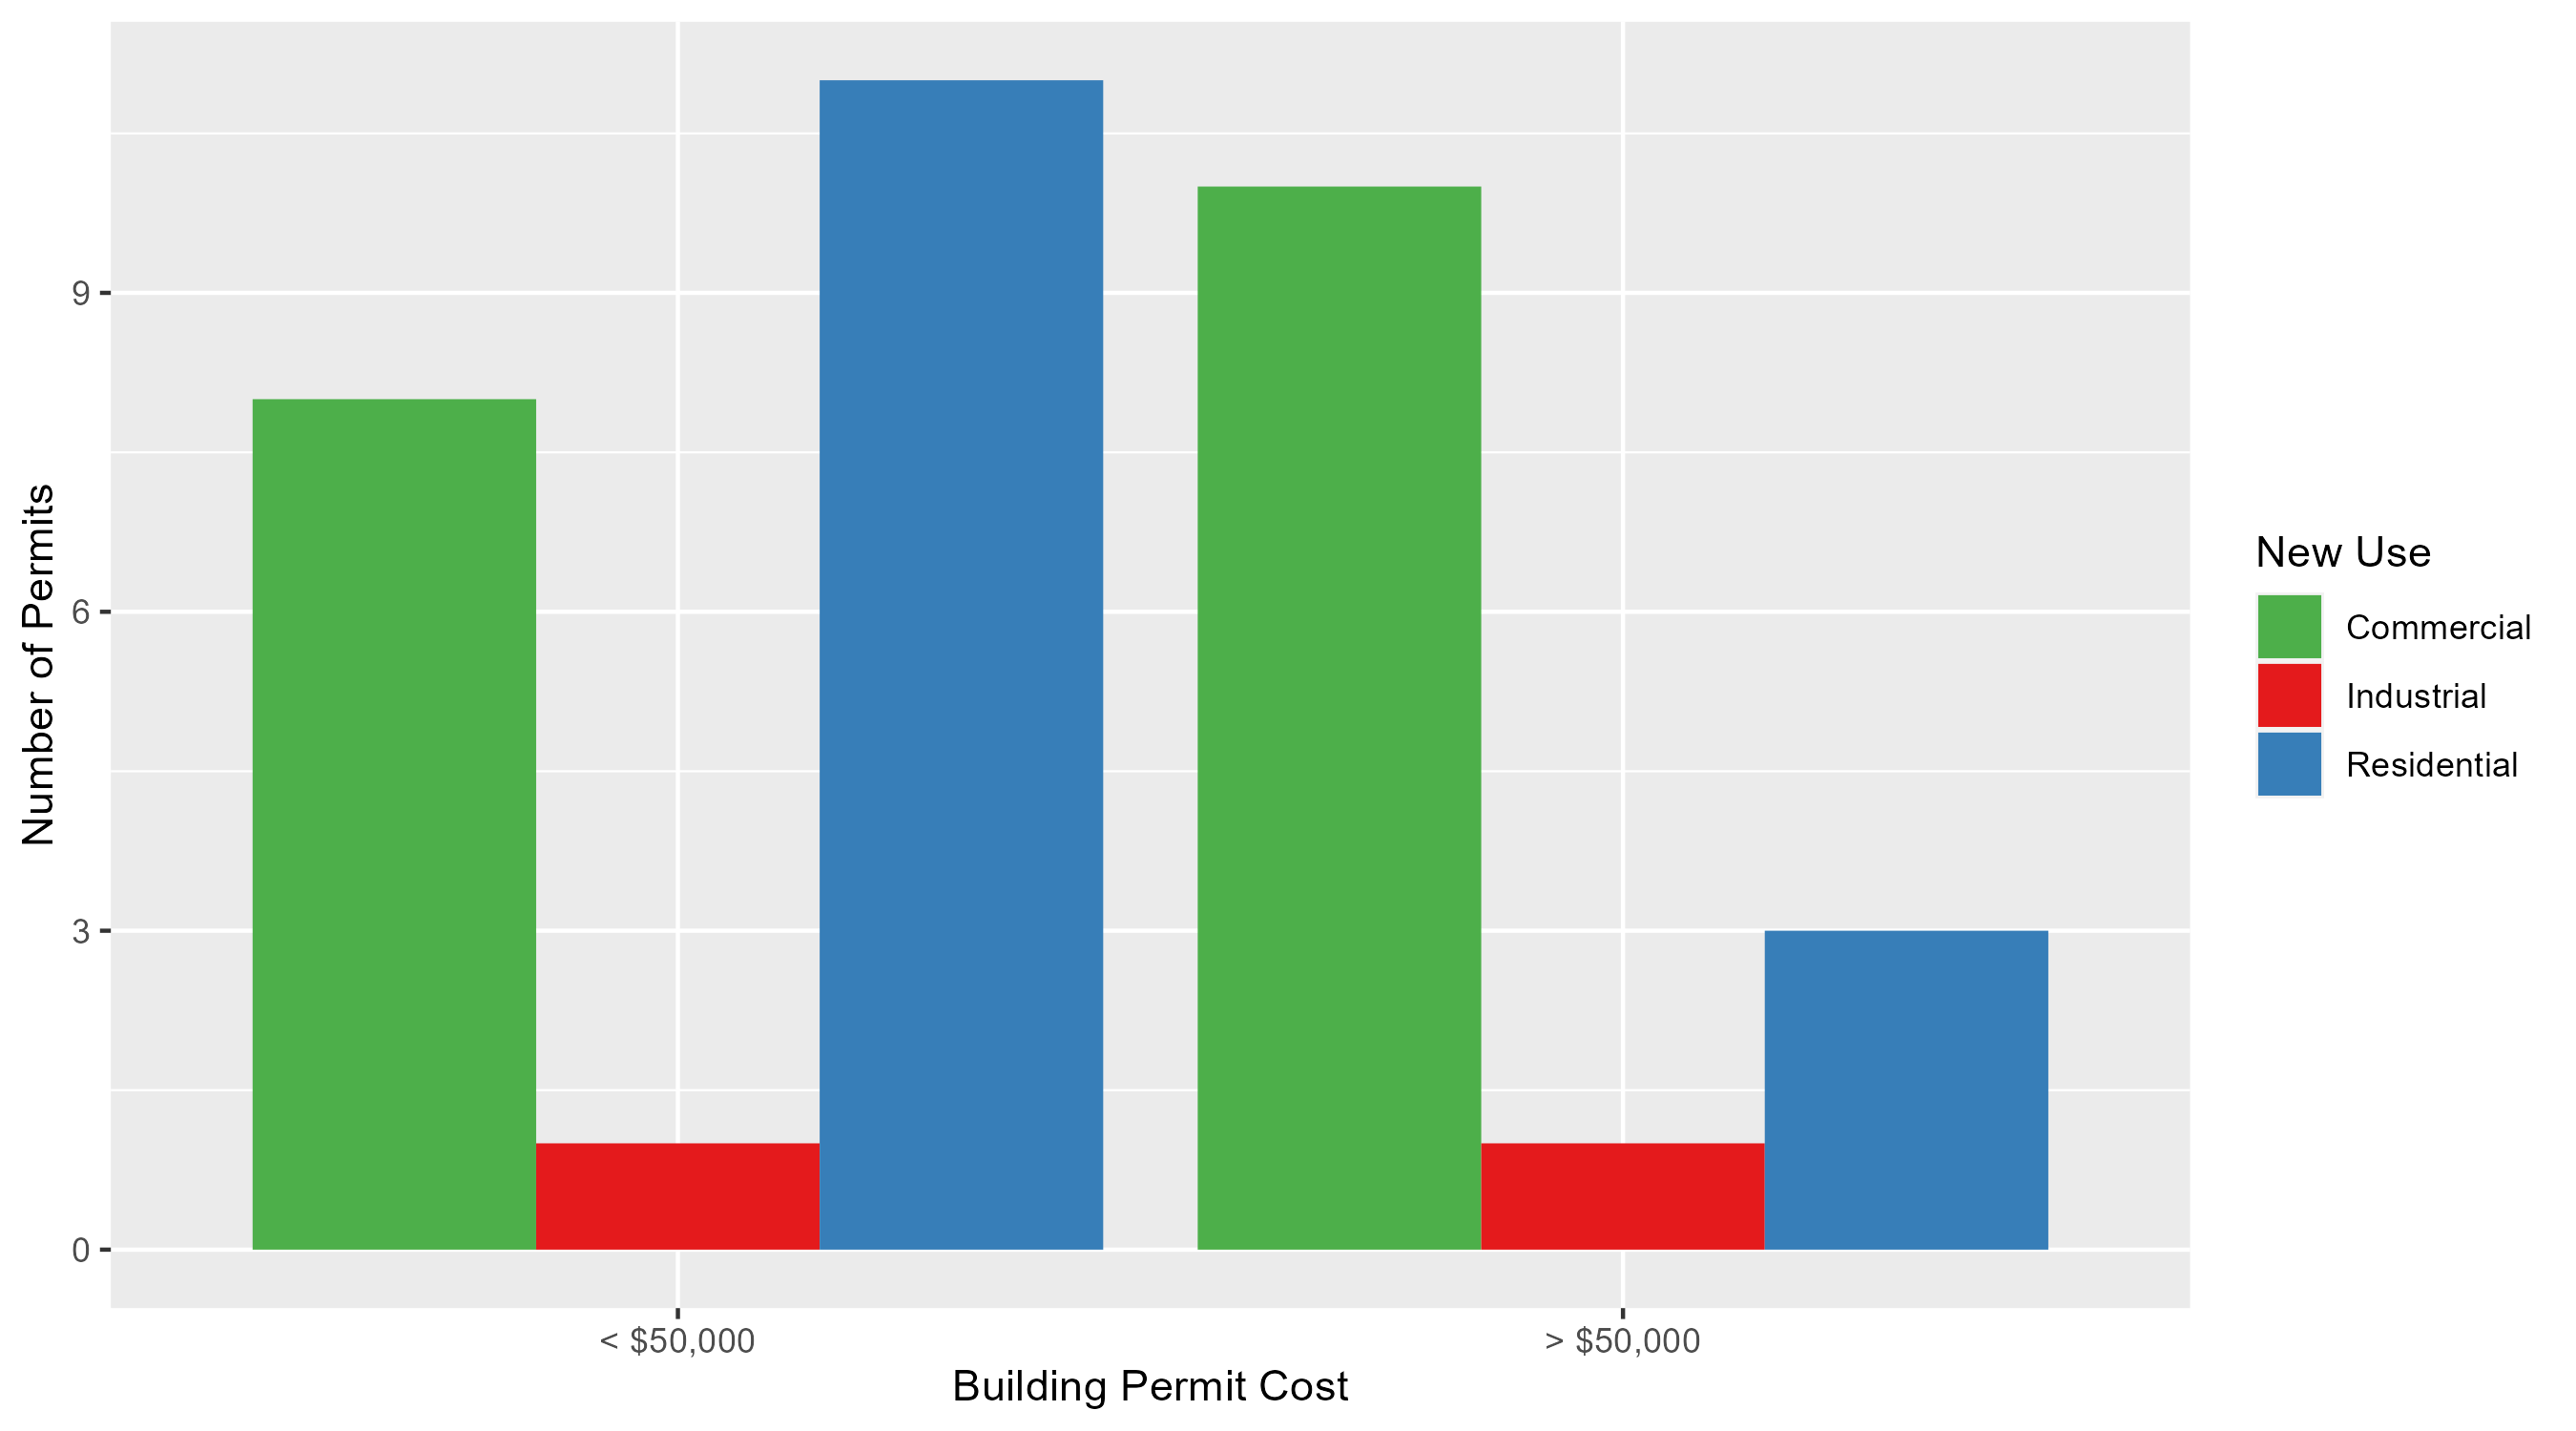 Number of Permits
9
6
3
0
< $50,000
> $50,000
Building Permit Cost
New Use
Commercial
Industrial
Residential